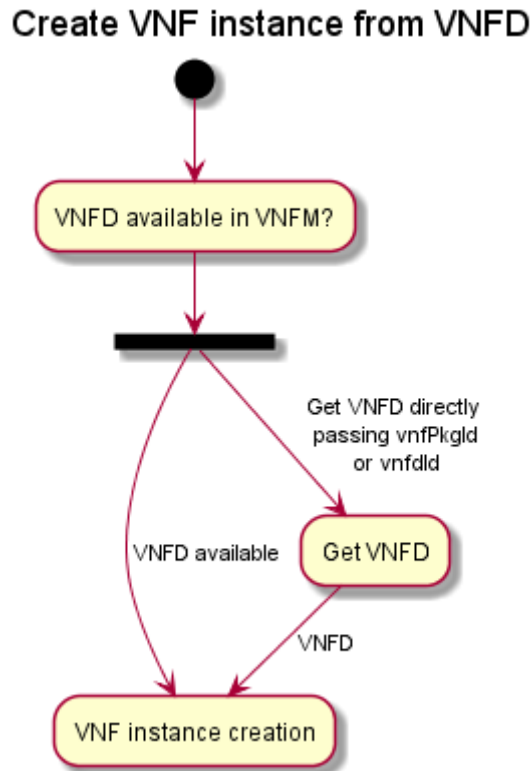 Create VNF instance from VNFD
VNFD available in VNFM?
Get VNFD directly
passing vnfPkgId
or vnfdId
VNFD available
Get VNFD
VNFD
VNF instance creation